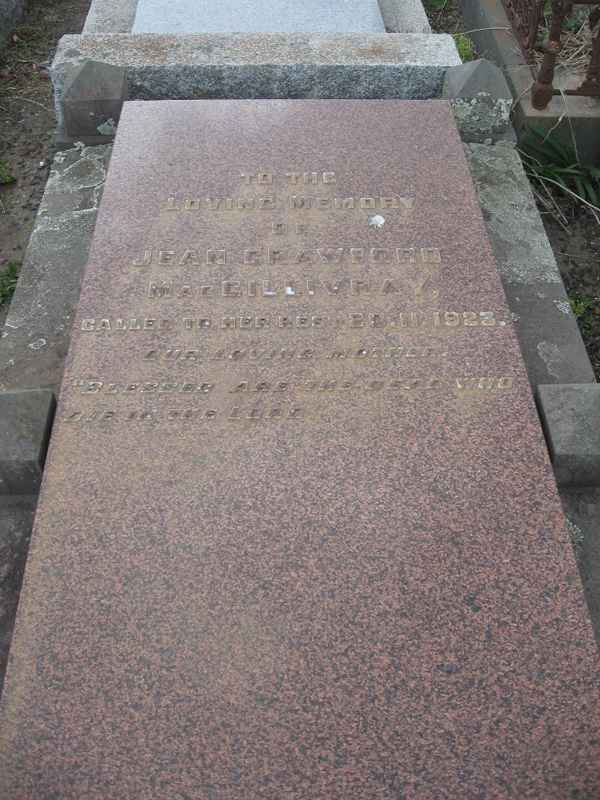 TO THE
LOVING MEMORY
OF
JEAN CRAWFORD
MacGILLIVRAY,
CALLED TO HER REST 20.11.1923.
OUR LOVING MOTHER.
"BLESSED ARE THE DEAD WHO
DIE IN THE LORD"